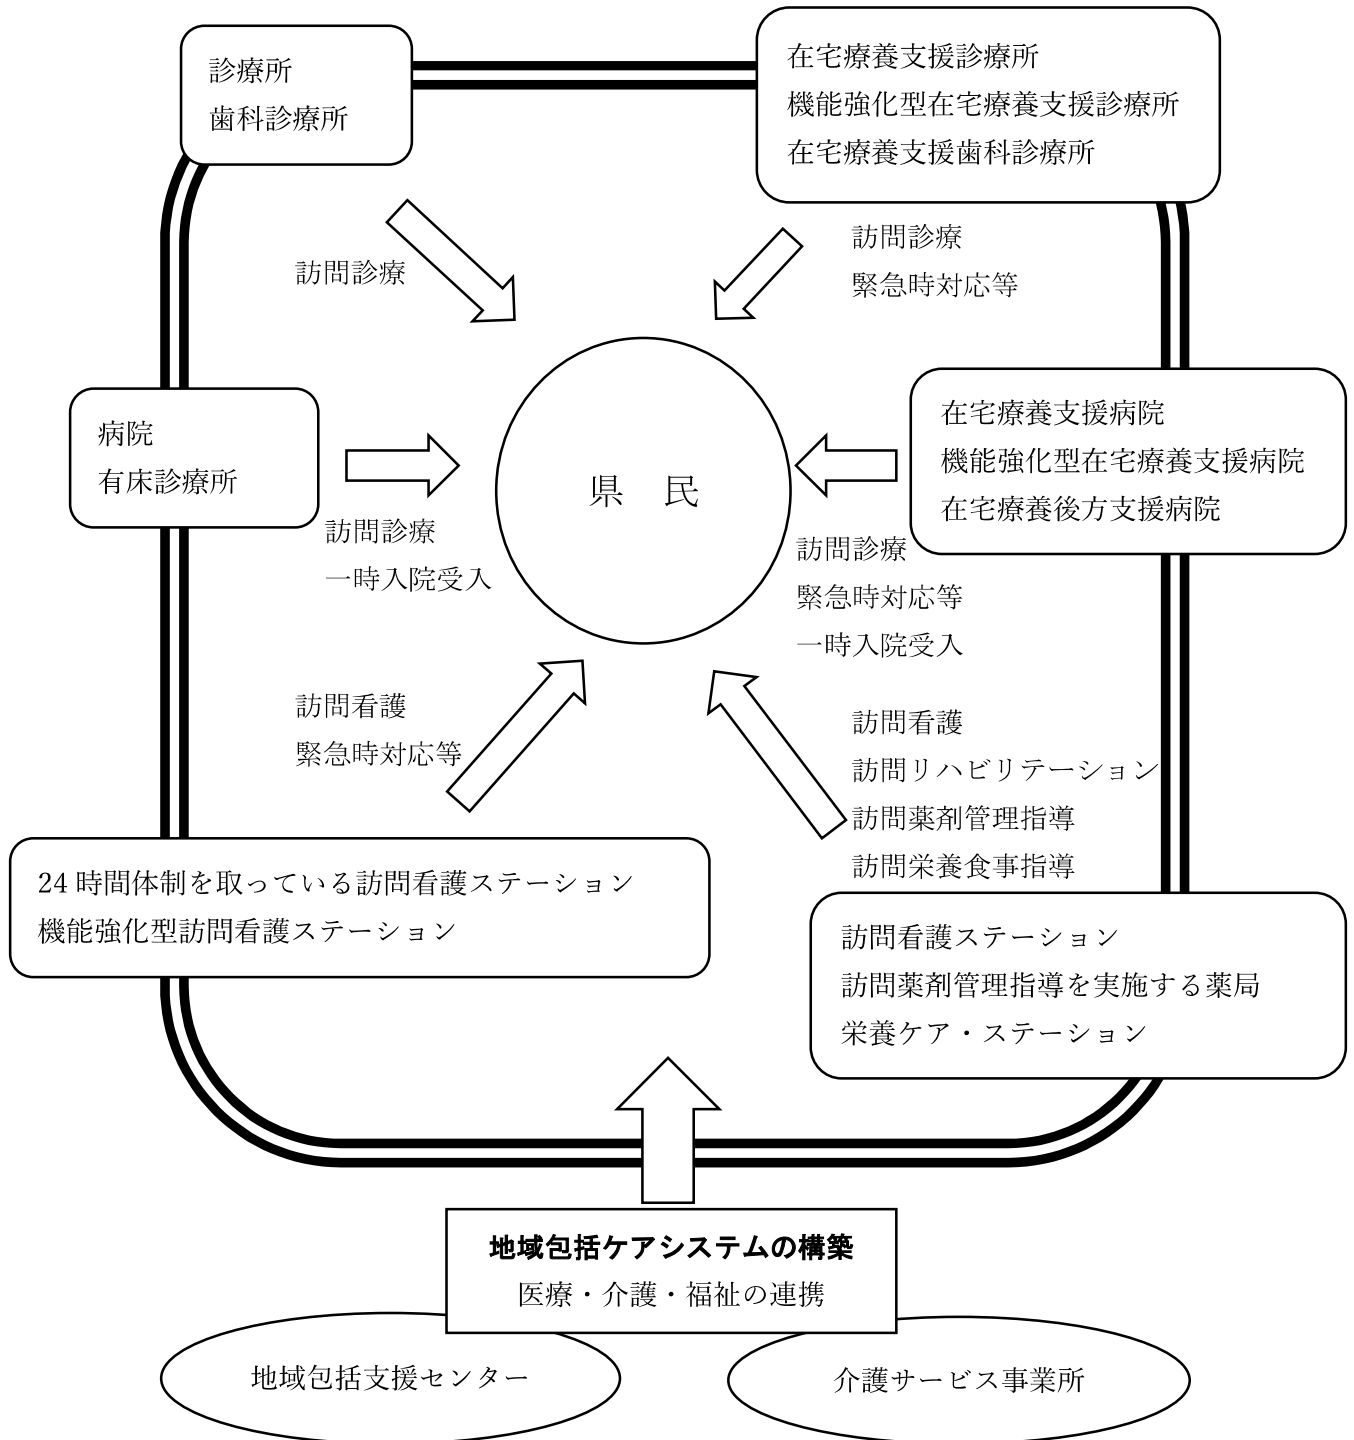 診療所
歯科診療所
在宅療養支援診療所
機能強化型在宅療養支援診療所
在宅療養支援歯科診療所
訪問診療
訪問診療
緊急時対応等
病院
有床診療所
県　民
在宅療養支援病院
機能強化型在宅療養支援病院
在宅療養後方支援病院
訪問診療
一時入院受入
訪問診療
緊急時対応等
一時入院受入
訪問看護
緊急時対応等
訪問看護
訪問リハビリテーション
訪問薬剤管理指導
訪問栄養食事指導
24 時間体制を取っている訪問看護ステーション
機能強化型訪問看護ステーション
訪問看護ステーション
訪問薬剤管理指導を実施する薬局
栄養ケア・ステーション
地域包括ケアシステムの構築
医療・介護・福祉の連携
地域包括支援センター
介護サービス事業所